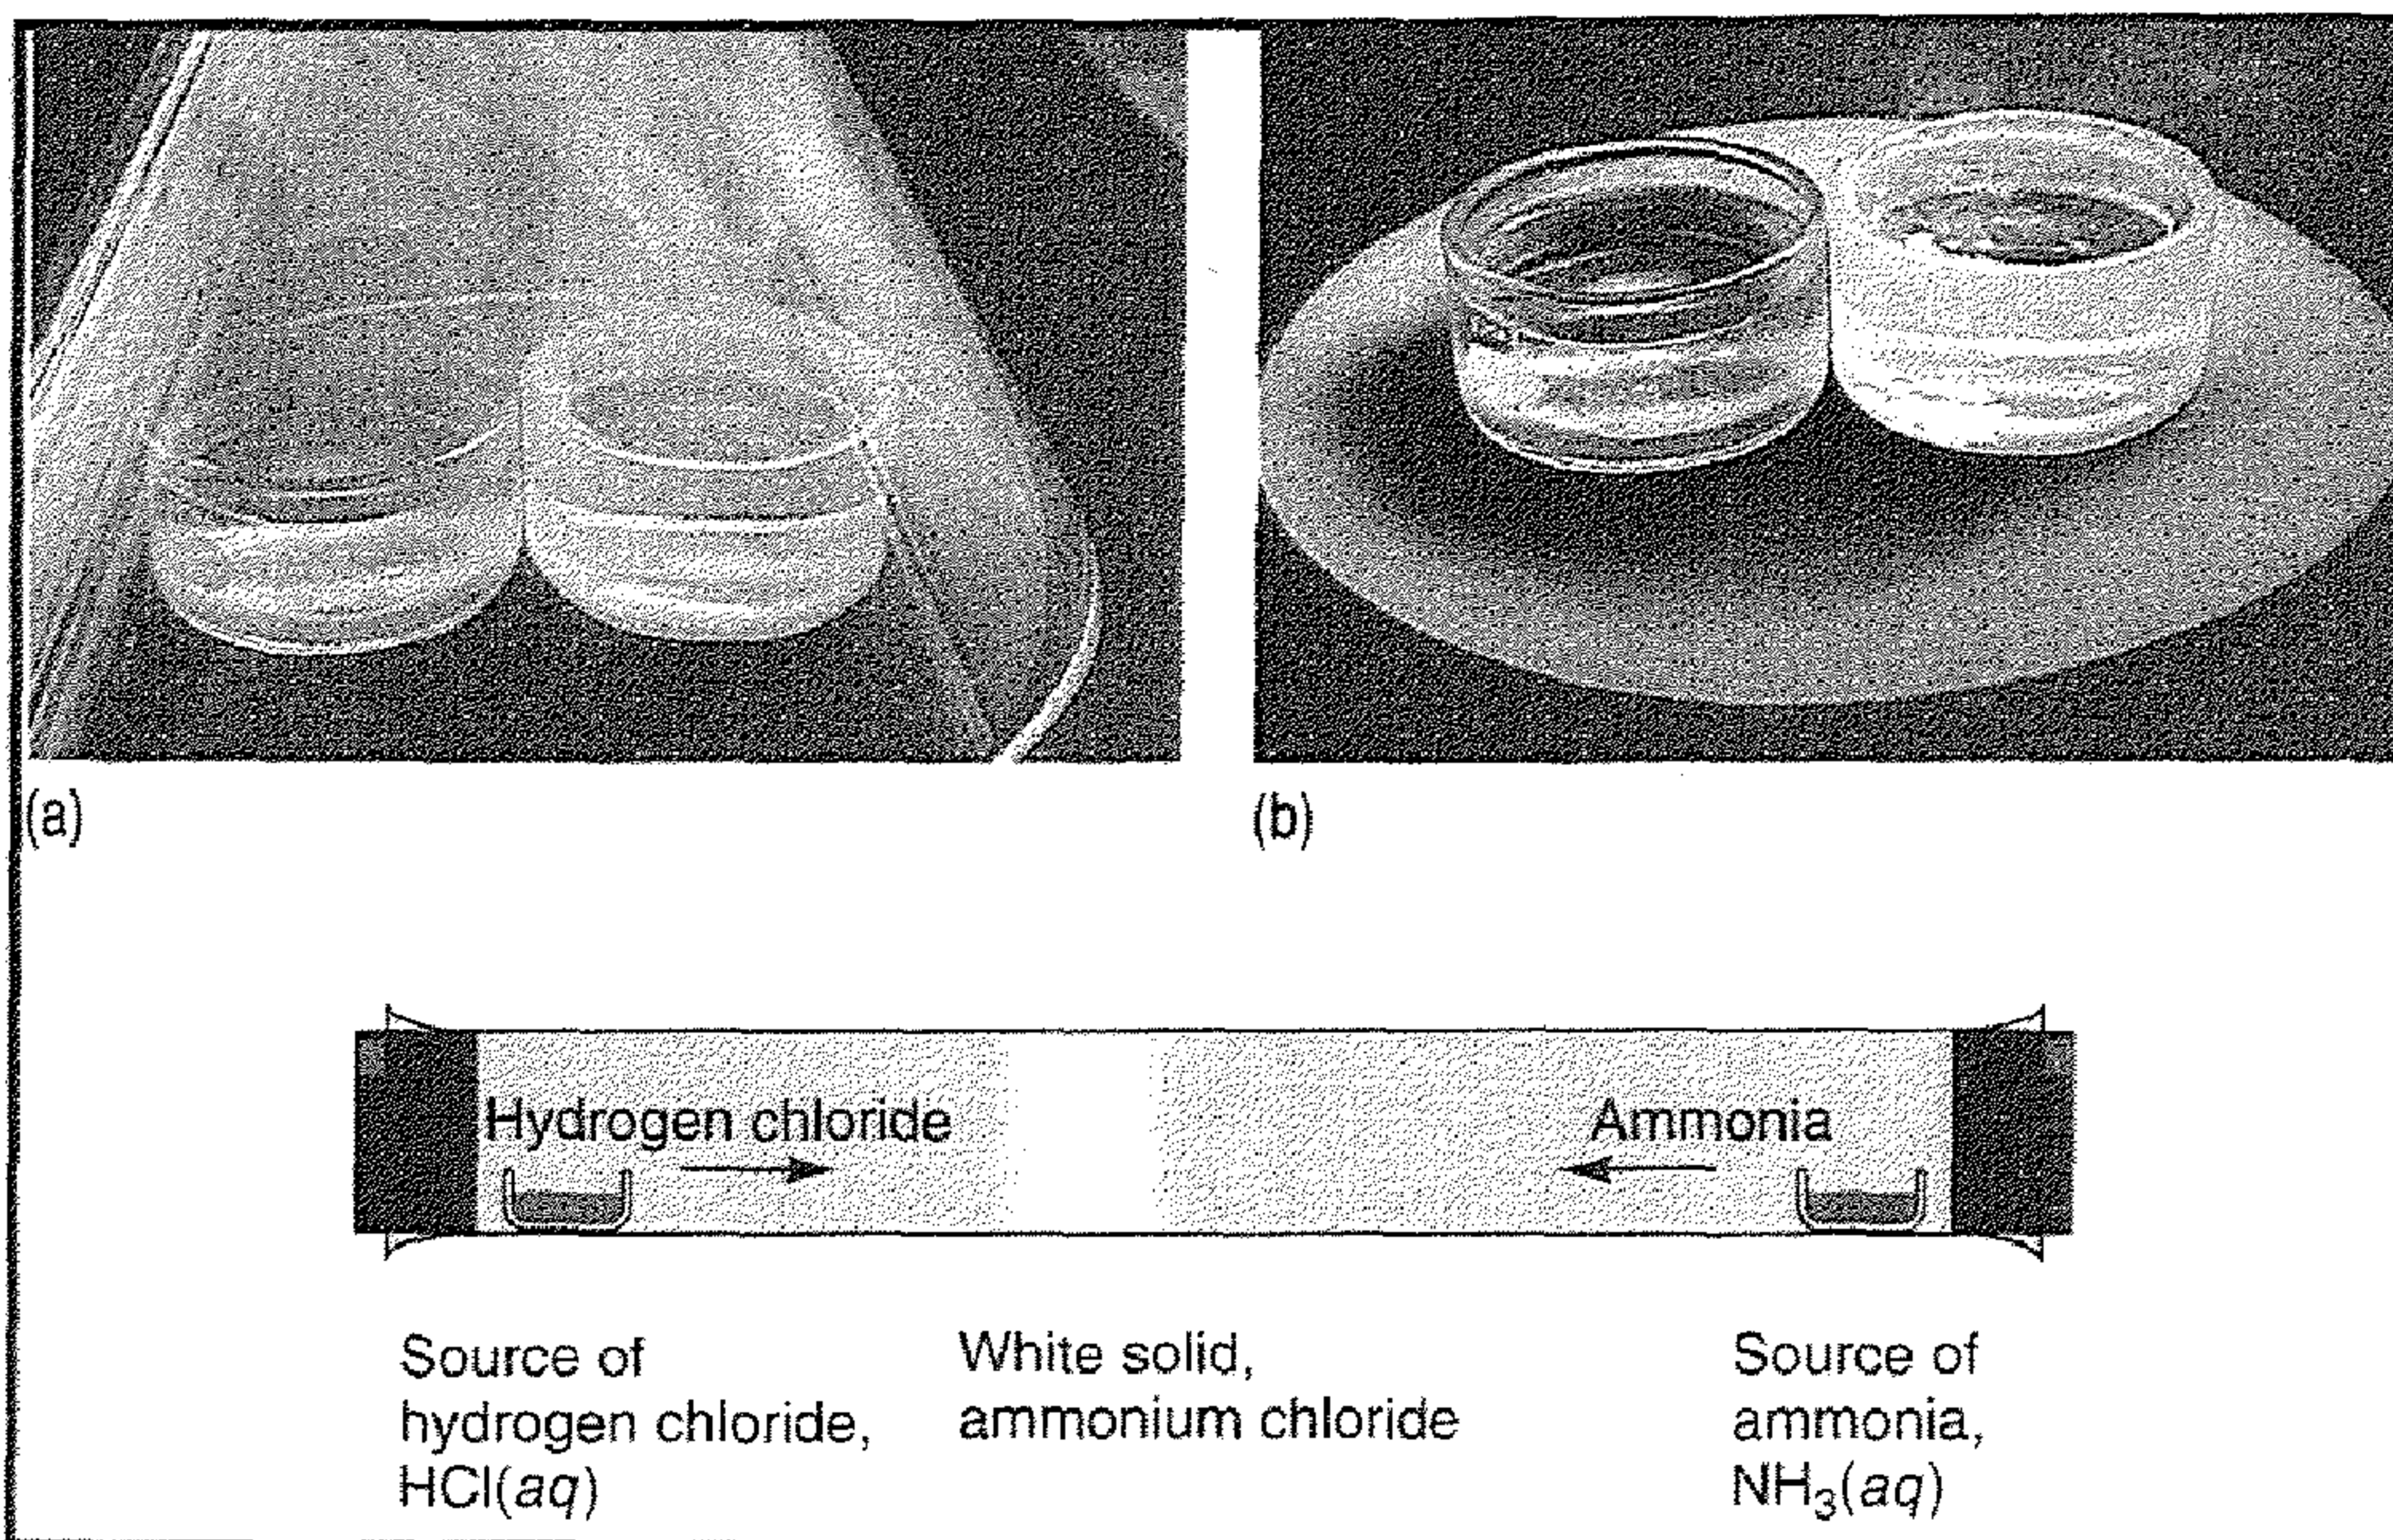 (a)
(b)
Hydrogen chloride
Ammonia
Source of
hydrogen chloride,
HCl(aq)
White solid,
ammonium chloride
Source of
ammonia,
NH₃(aq)